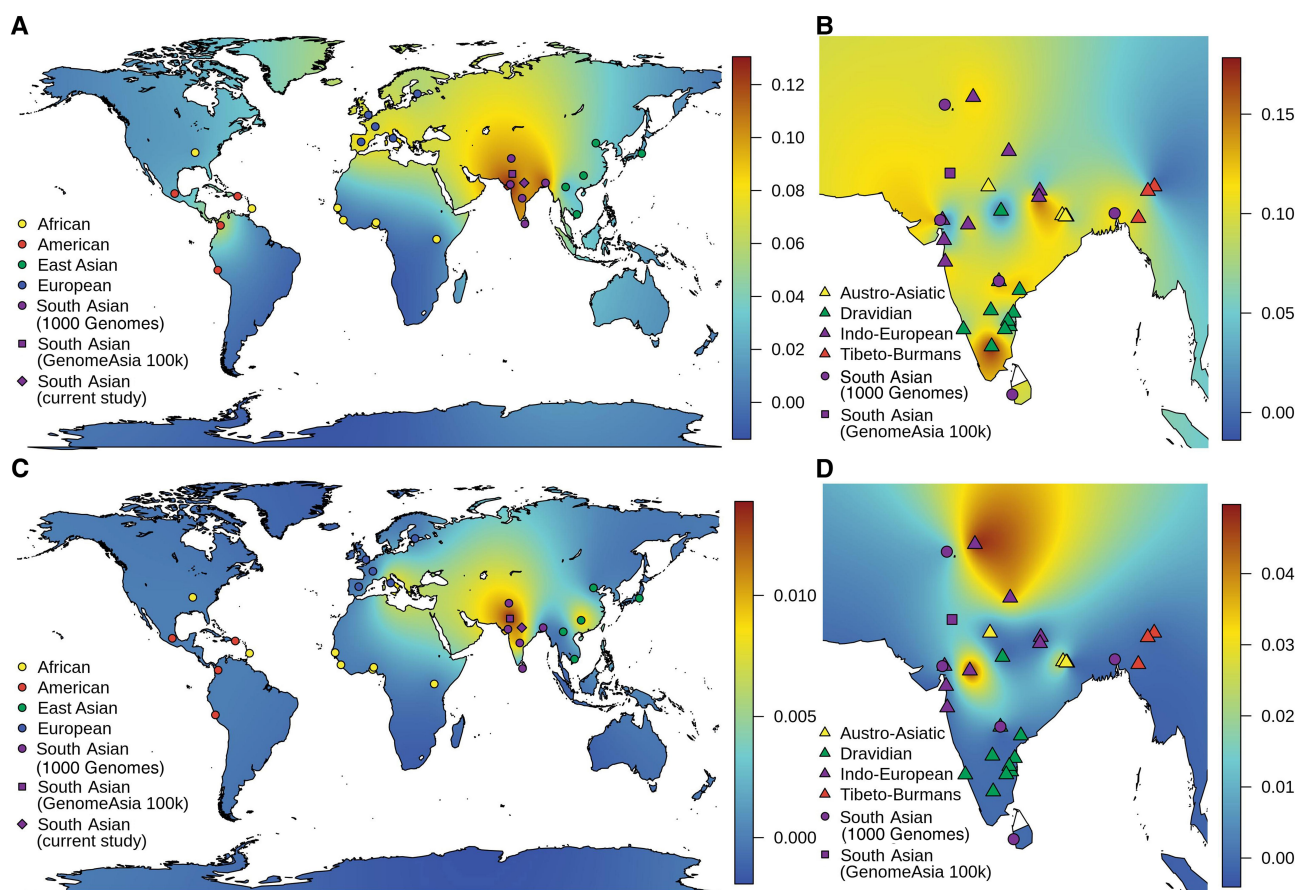 A
0.12
0.10
0.08
0.06
0.04
0.02
0.00
African
American
East Asian
European
South Asian
(1000 Genomes)
South Asian
(GenomeAsia 100k)
South Asian
(current study)
B
0.15
0.10
0.05
0.00
Austro-Asiatic
Dravidian
Indo-European
Tibeto-Burmans
South Asian
(1000 Genomes)
South Asian
(GenomeAsia 100k)
C
0.010
0.005
0.000
African
American
East Asian
European
South Asian
(1000 Genomes)
South Asian
(GenomeAsia 100k)
South Asian
(current study)
D
0.04
0.03
0.02
0.01
0.00
Austro-Asiatic
Dravidian
Indo-European
Tibeto-Burmans
South Asian
(1000 Genomes)
South Asian
(GenomeAsia 100k)